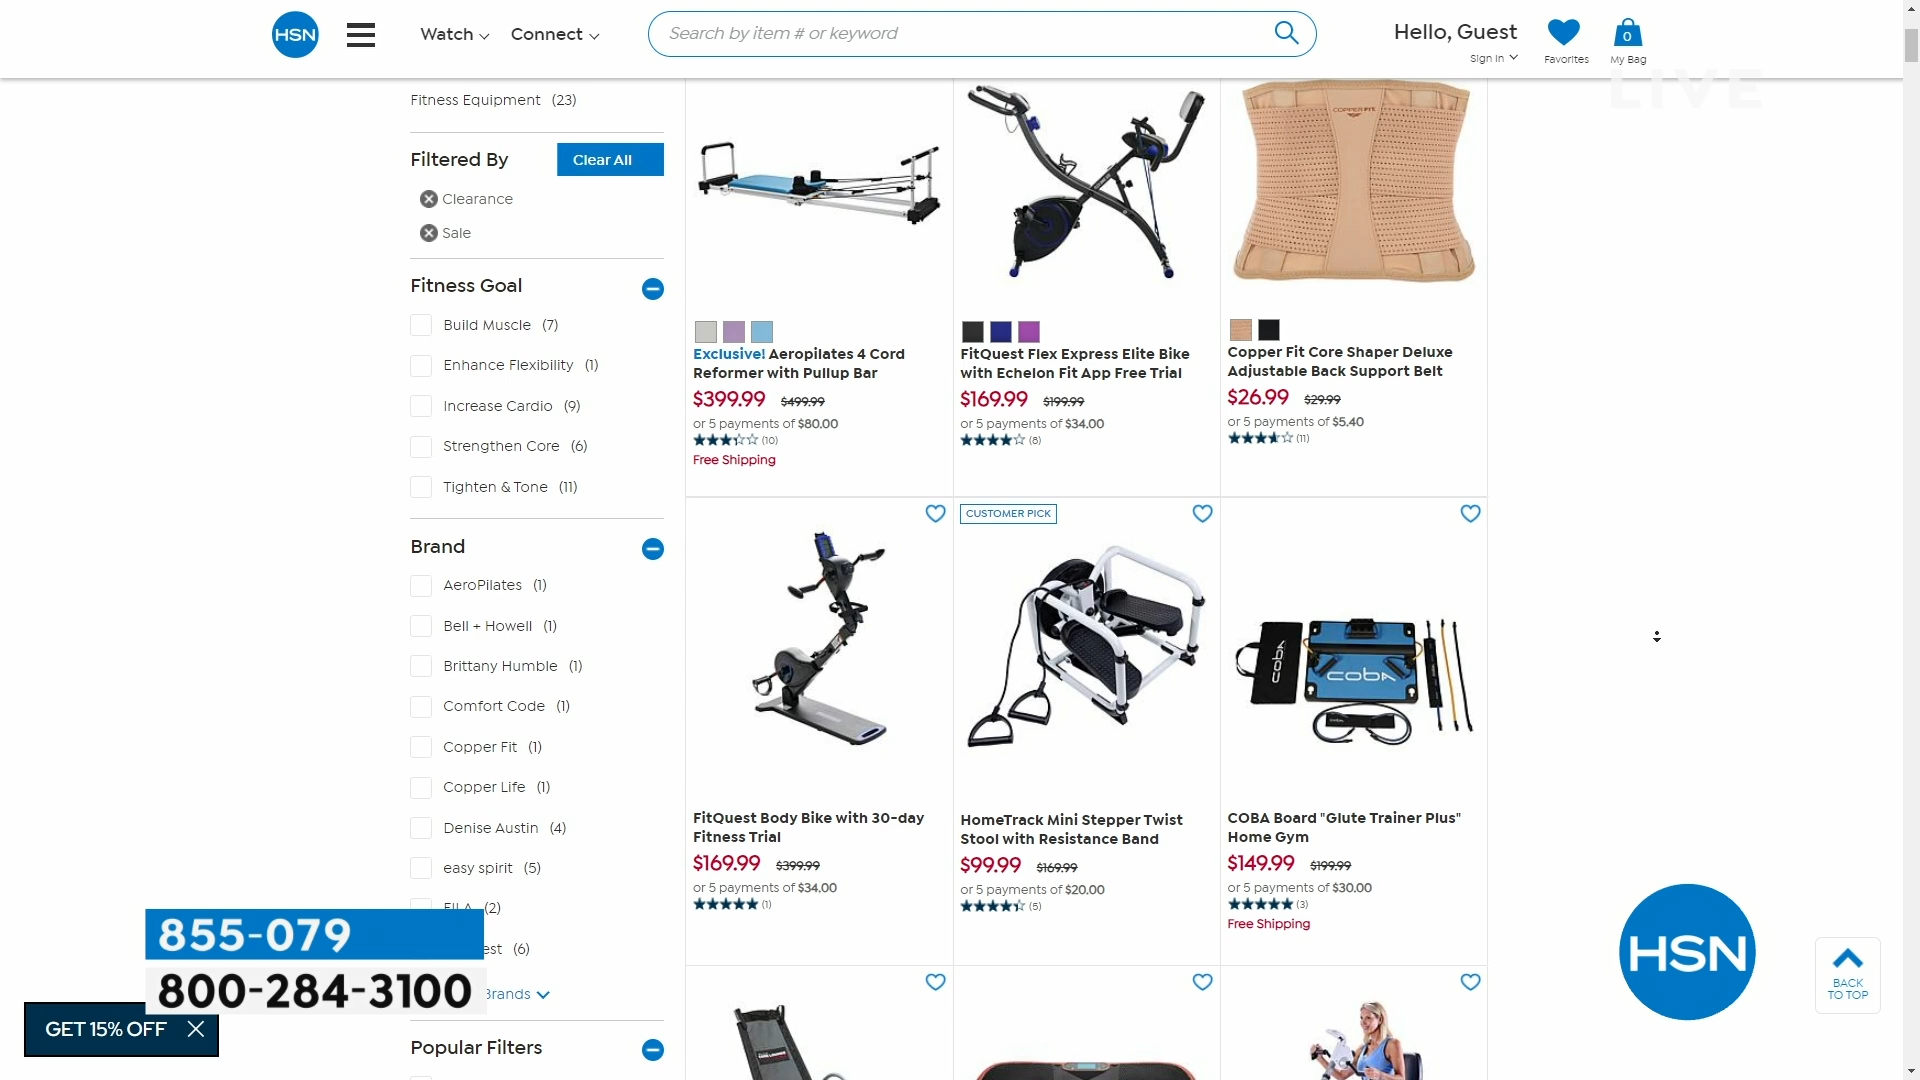 HSN
Watch
Connect
Search by item # or keyword
Hello, Guest
Sign In
Favorites
0
My Bag
LIVE
Fitness Equipment (23)
Filtered By
Clear All
Clearance
Sale
Fitness Goal
Build Muscle (7)
Enhance Flexibility (1)
Increase Cardio (9)
Strengthen Core (6)
Tighten & Tone (11)
Brand
AeroPilates (1)
Bell + Howell (1)
Brittany Humble (1)
Comfort Code (1)
Copper Fit (1)
Copper Life (1)
Denise Austin (4)
easy spirit (5)
FILA (2)
est (6)
Brands
Popular Filters
Exclusive! Aeropilates 4 Cord
Reformer with Pullup Bar
$399.99 $499.99
or 5 payments of $80.00
(10)
Free Shipping
FitQuest Flex Express Elite Bike
with Echelon Fit App Free Trial
$169.99 $199.99
or 5 payments of $34.00
(8)
COPPER FIT
Copper Fit Core Shaper Deluxe
Adjustable Back Support Belt
$26.99 $29.99
or 5 payments of $5.40
(11)
FitQuest Body Bike with 30-day
Fitness Trial
$169.99 $399.99
or 5 payments of $34.00
(1)
CUSTOMER PICK
HomeTrack Mini Stepper Twist
Stool with Resistance Band
$99.99 $169.99
or 5 payments of $20.00
(5)
coba
coba
COBA Board "Glute Trainer Plus"
Home Gym
$149.99 $199.99
or 5 payments of $30.00
(3)
Free Shipping
855-079
800-284-3100
GET 15% OFF
HSN
BACK
TO TOP